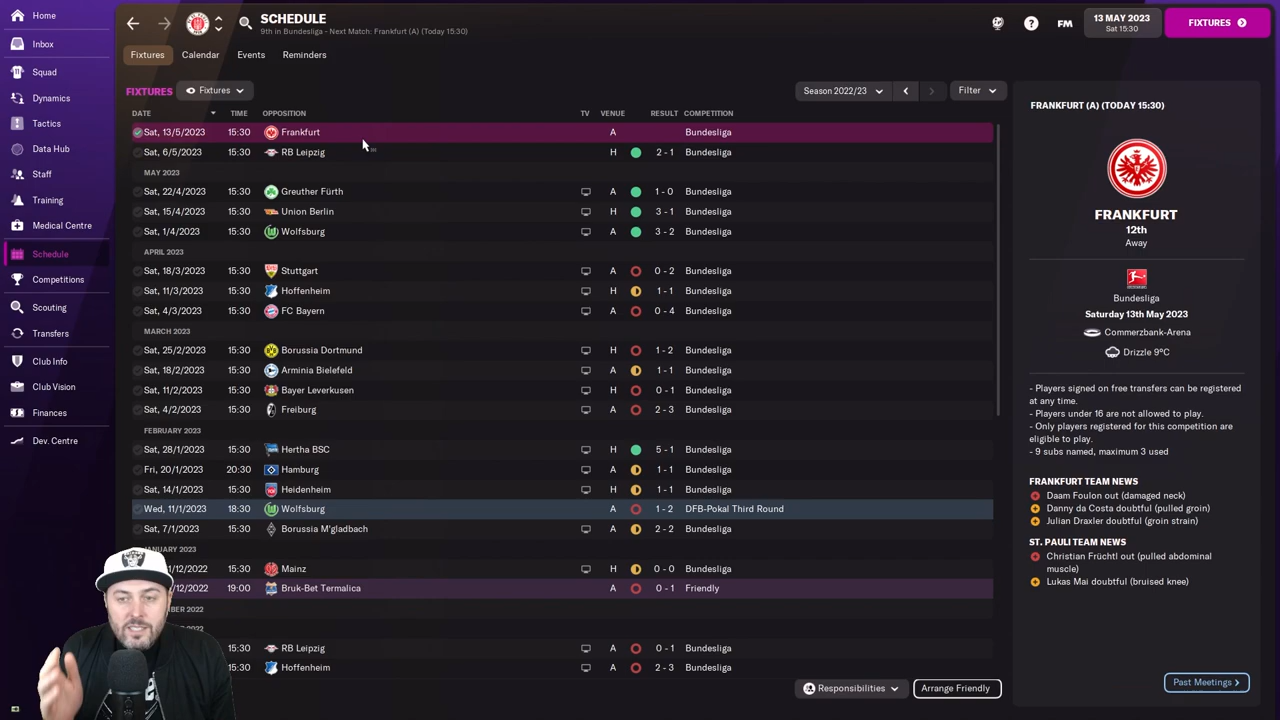 Home
SCHEDULE
9th in Bundesliga - Next Match: Frankfurt (A) (Today 15:30)
FM
13 MAY 2023
Sat 15:30
FIXTURES
Inbox
Squad
Dynamics
Tactics
Data Hub
Staff
Training
Medical Centre
Schedule
Competitions
Scouting
Transfers
Club Info
Club Vision
Finances
Dev. Centre
Fixtures Calendar Events Reminders
FIXTURES Fixtures Season 2022/23 Filter
DATE TIME OPPOSITION TV VENUE RESULT COMPETITION
Sat, 13/5/2023 15:30 Frankfurt A Bundesliga
Sat, 6/5/2023 15:30 RB Leipzig H 2 - 1 Bundesliga
MAY 2023
Sat, 22/4/2023 15:30 Greuther Fürth A 1 - 0 Bundesliga
Sat, 15/4/2023 15:30 Union Berlin H 3 - 1 Bundesliga
Sat, 1/4/2023 15:30 Wolfsburg A 3 - 2 Bundesliga
APRIL 2023
Sat, 18/3/2023 15:30 Stuttgart A 0 - 2 Bundesliga
Sat, 11/3/2023 15:30 Hoffenheim H 1 - 1 Bundesliga
Sat, 4/3/2023 15:30 FC Bayern A 0 - 4 Bundesliga
MARCH 2023
Sat, 25/2/2023 15:30 Borussia Dortmund H 1 - 2 Bundesliga
Sat, 18/2/2023 15:30 Arminia Bielefeld A 1 - 1 Bundesliga
Sat, 11/2/2023 15:30 Bayer Leverkusen H 0 - 1 Bundesliga
Sat, 4/2/2023 15:30 Freiburg A 2 - 3 Bundesliga
FEBRUARY 2023
Sat, 28/1/2023 15:30 Hertha BSC H 5 - 1 Bundesliga
Fri, 20/1/2023 20:30 Hamburg A 1 - 1 Bundesliga
Sat, 14/1/2023 15:30 Heidenheim H 1 - 1 Bundesliga
Wed, 11/1/2023 18:30 Wolfsburg A 1 - 2 DFB-Pokal Third Round
Sat, 7/1/2023 15:30 Borussia M'gladbach A 2 - 2 Bundesliga
JANUARY 2023
/12/2022 15:30 Mainz H 0 - 0 Bundesliga
/12/2022 19:00 Bruk-Bet Termalica A 0 - 1 Friendly
2022
15:30 RB Leipzig A 0 - 1 Bundesliga
15:30 Hoffenheim A 2 - 3 Bundesliga
Responsibilities Arrange Friendly
FRANKFURT (A) (TODAY 15:30)
FRANKFURT
12th
Away
Bundesliga
Saturday 13th May 2023
Commerzbank-Arena
Drizzle 9°C
- Players signed on free transfers can be registered
at any time.
- Players under 16 are not allowed to play.
- Only players registered for this competition are
eligible to play.
- 9 subs named, maximum 3 used
FRANKFURT TEAM NEWS
Daam Foulon out (damaged neck)
Danny da Costa doubtful (pulled groin)
Julian Draxler doubtful (groin strain)
ST. PAULI TEAM NEWS
Christian Früchtl out (pulled abdominal
muscle)
Lukas Mai doubtful (bruised knee)
Past Meetings